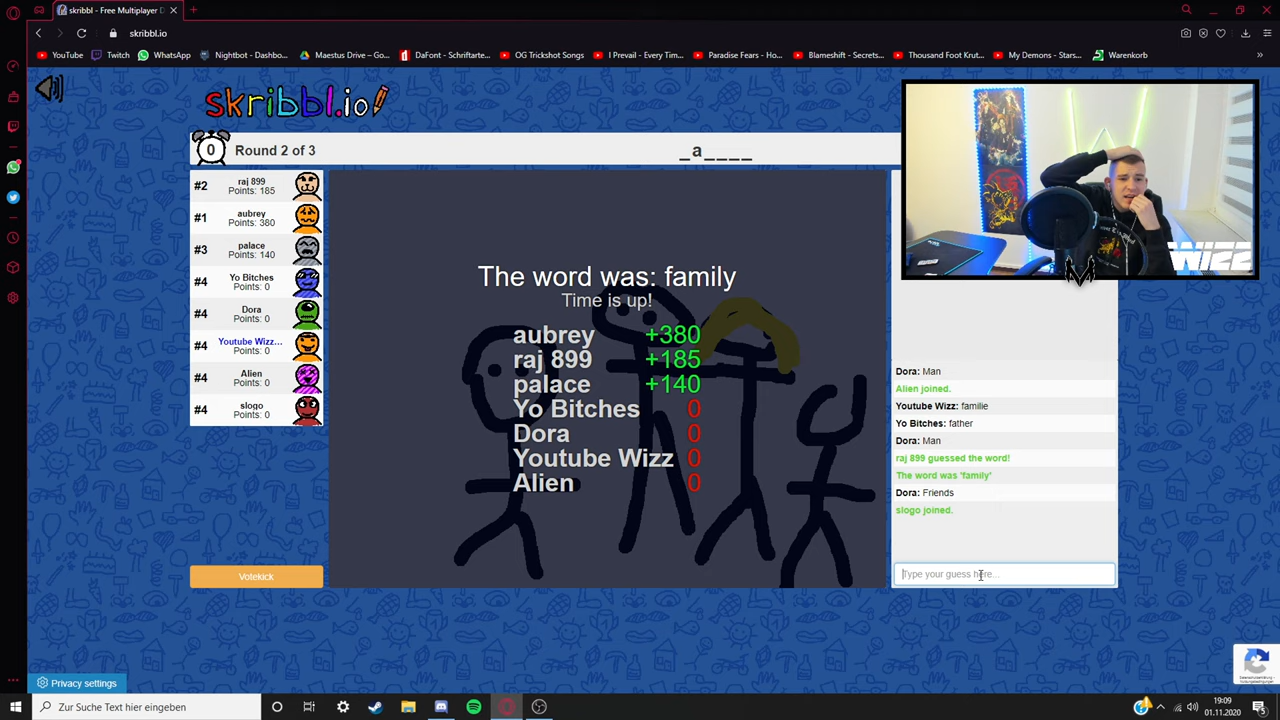 skribbl - Free Multiplayer D
skribbl.io
YouTube
Twitch
WhatsApp
Nightbot - Dashbo...
Maestus Drive – Go...
DaFont - Schriftarte...
OG Trickshot Songs
I Prevail - Every Tim...
Paradise Fears - Ho...
Blameshift - Secrets...
Thousand Foot Krut...
My Demons - Stars...
Warenkorb
skribbl.io
0
Round 2 of 3
_a____
#2 raj 899
Points: 185
#1 aubrey
Points: 380
#3 palace
Points: 140
#4 Yo Bitches
Points: 0
#4 Dora
Points: 0
#4 Youtube Wizz...
Points: 0
#4 Alien
Points: 0
#4 slogo
Points: 0
Votekick
The word was: family
Time is up!
aubrey +380
raj 899 +185
palace +140
Yo Bitches 0
Dora 0
Youtube Wizz 0
Alien 0
WIZZ
Dora: Man
Alien joined.
Youtube Wizz: familie
Yo Bitches: father
Dora: Man
raj 899 guessed the word!
The word was 'family'
Dora: Friends
slogo joined.
Type your guess here...
Privacy settings
Zur Suche Text hier eingeben
19:09
01.11.2020